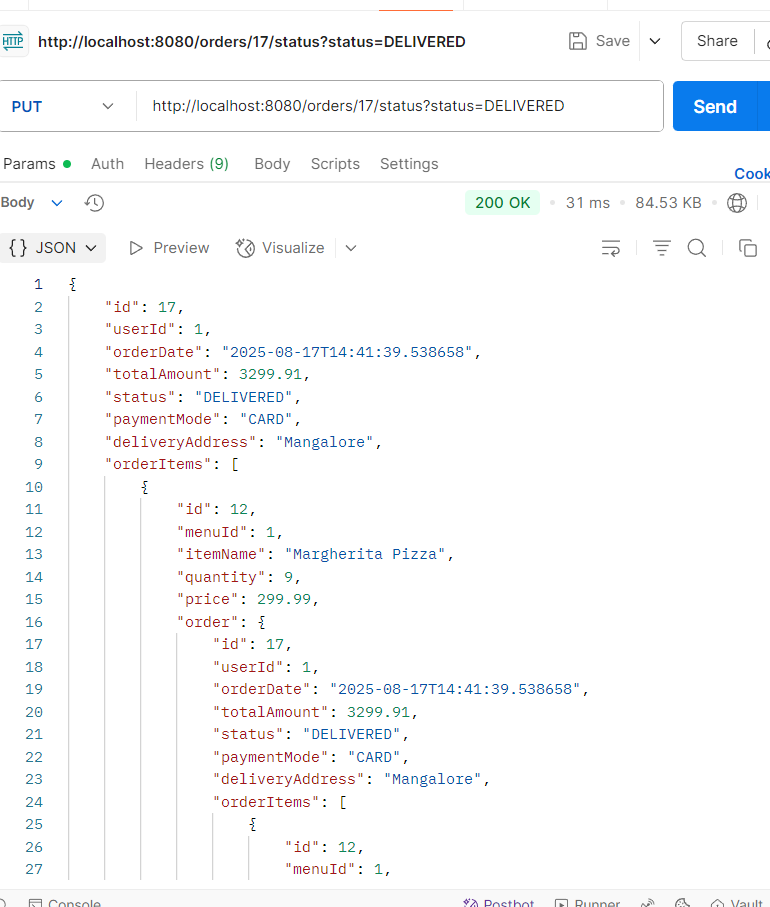 HTTP http://localhost:8080/orders/17/status?status=DELIVERED Save Share
PUT http://localhost:8080/orders/17/status?status=DELIVERED Send
Params Auth Headers (9) Body Scripts Settings
Cook
Body 200 OK 31 ms 84.53 KB
{} JSON Preview Visualize
1 {
2 "id": 17,
3 "userId": 1,
4 "orderDate": "2025-08-17T14:41:39.538658",
5 "totalAmount": 3299.91,
6 "status": "DELIVERED",
7 "paymentMode": "CARD",
8 "deliveryAddress": "Mangalore",
9 "orderItems": [
10 {
11 "id": 12,
12 "menuId": 1,
13 "itemName": "Margherita Pizza",
14 "quantity": 9,
15 "price": 299.99,
16 "order": {
17 "id": 17,
18 "userId": 1,
19 "orderDate": "2025-08-17T14:41:39.538658",
20 "totalAmount": 3299.91,
21 "status": "DELIVERED",
22 "paymentMode": "CARD",
23 "deliveryAddress": "Mangalore",
24 "orderItems": [
25 {
26 "id": 12,
27 "menuId": 1,
Console Postbot Runner Vault